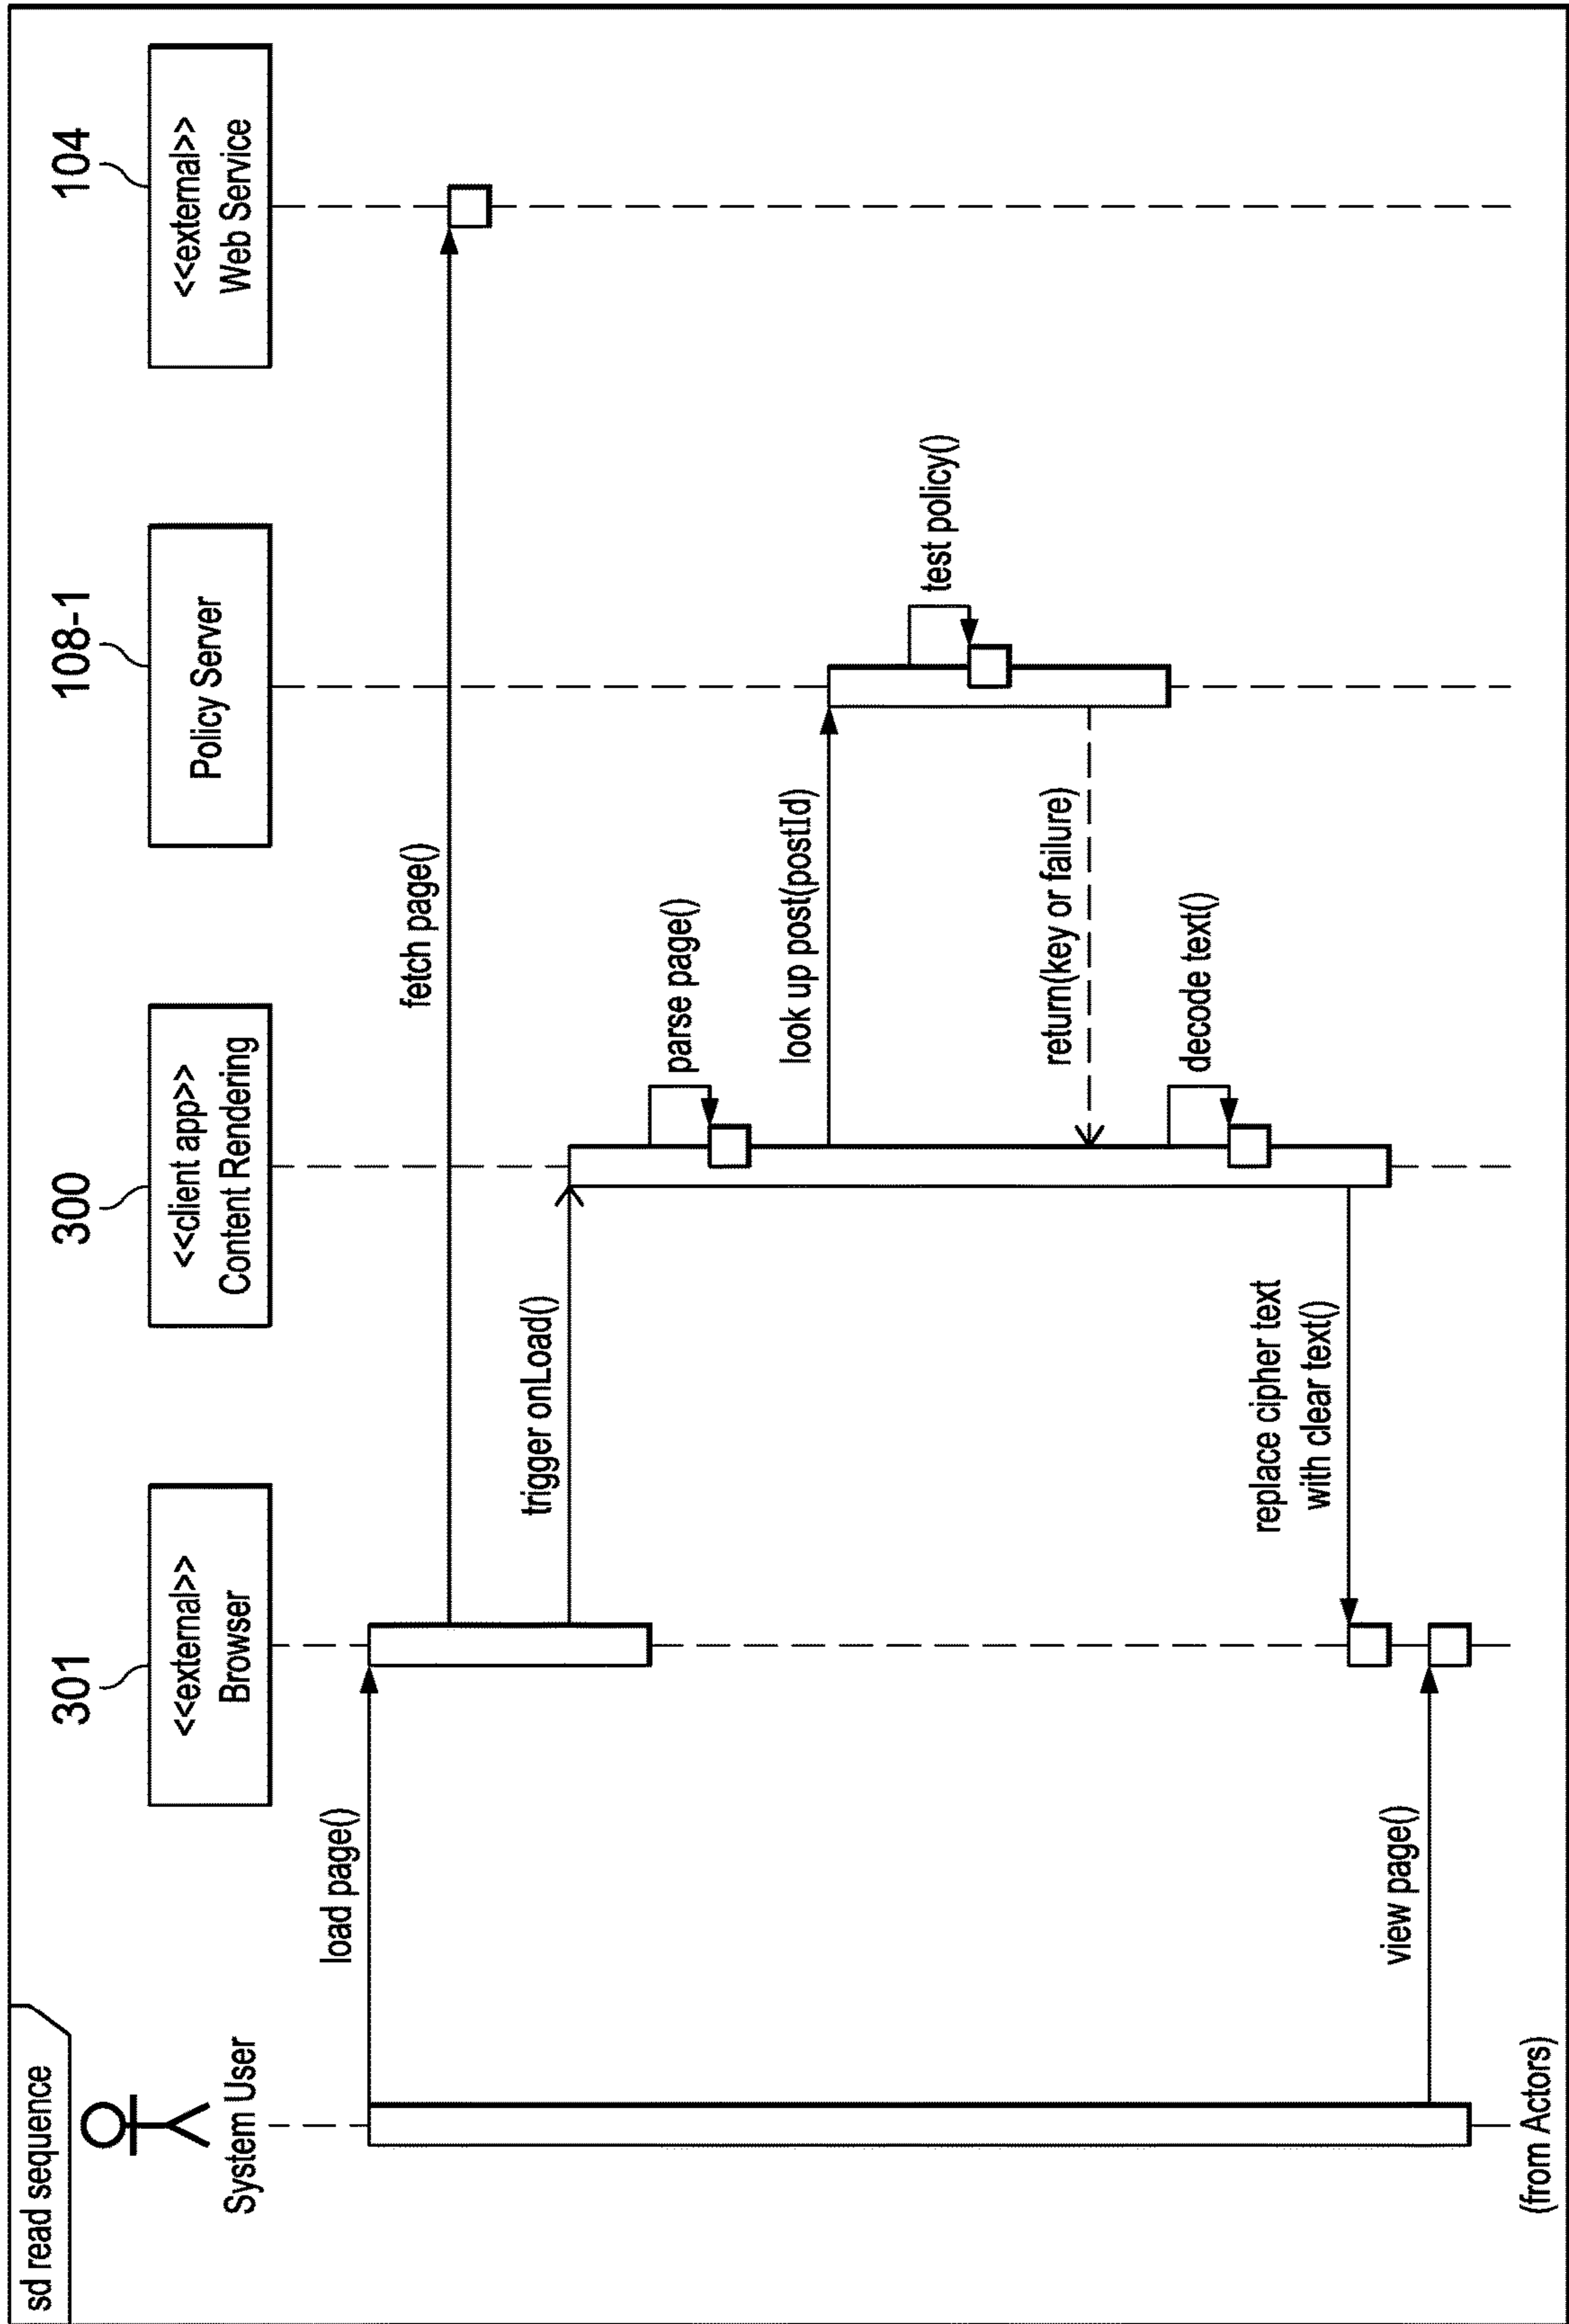 sd read sequence
System User
301
<<external>>
Browser
300
<<client app>>
Content Rendering
108-1
Policy Server
104
<<external>>
Web Service
load page()
fetch page()
trigger onLoad()
parse page()
look up post(postId)
test policy()
return(key or failure)
decode text()
replace cipher text
with clear text()
view page()
(from Actors)